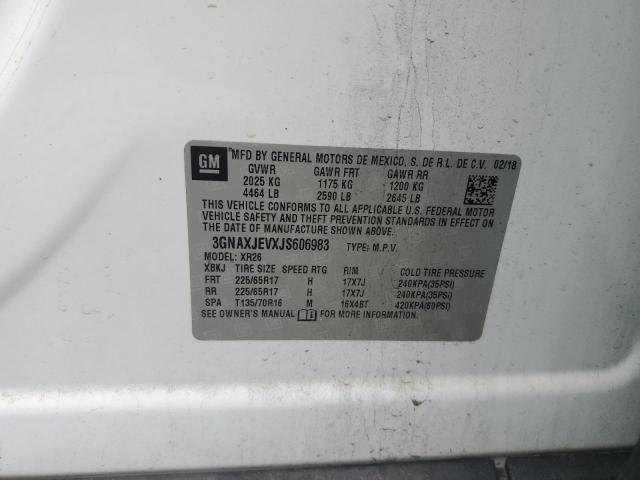 GM MFD BY GENERAL MOTORS DE MEXICO, S. DE R.L. DE C.V. 02/18
GVWR GAWR FRT GAWR RR
2025 KG 1175 KG 1200 KG
4464 LB 2590 LB 2645 LB
THIS VEHICLE CONFORMS TO ALL APPLICABLE U.S. FEDERAL MOTOR
VEHICLE SAFETY AND THEFT PREVENTION STANDARDS IN EFFECT ON
THE DATE OF MANUFACTURE SHOWN ABOVE.
3GNAXJEVXJS606983 TYPE: M.P.V.
MODEL: XR26
XBKJ TIRE SIZE SPEED RTG RIM COLD TIRE PRESSURE
FRT 225/65R17 H 17X7J 240KPA(35PSI)
RR 225/65R17 H 17X7J 240KPA(35PSI)
SPA T135/70R16 M 16X4BT 420KPA(60PSI)
SEE OWNER'S MANUAL FOR MORE INFORMATION